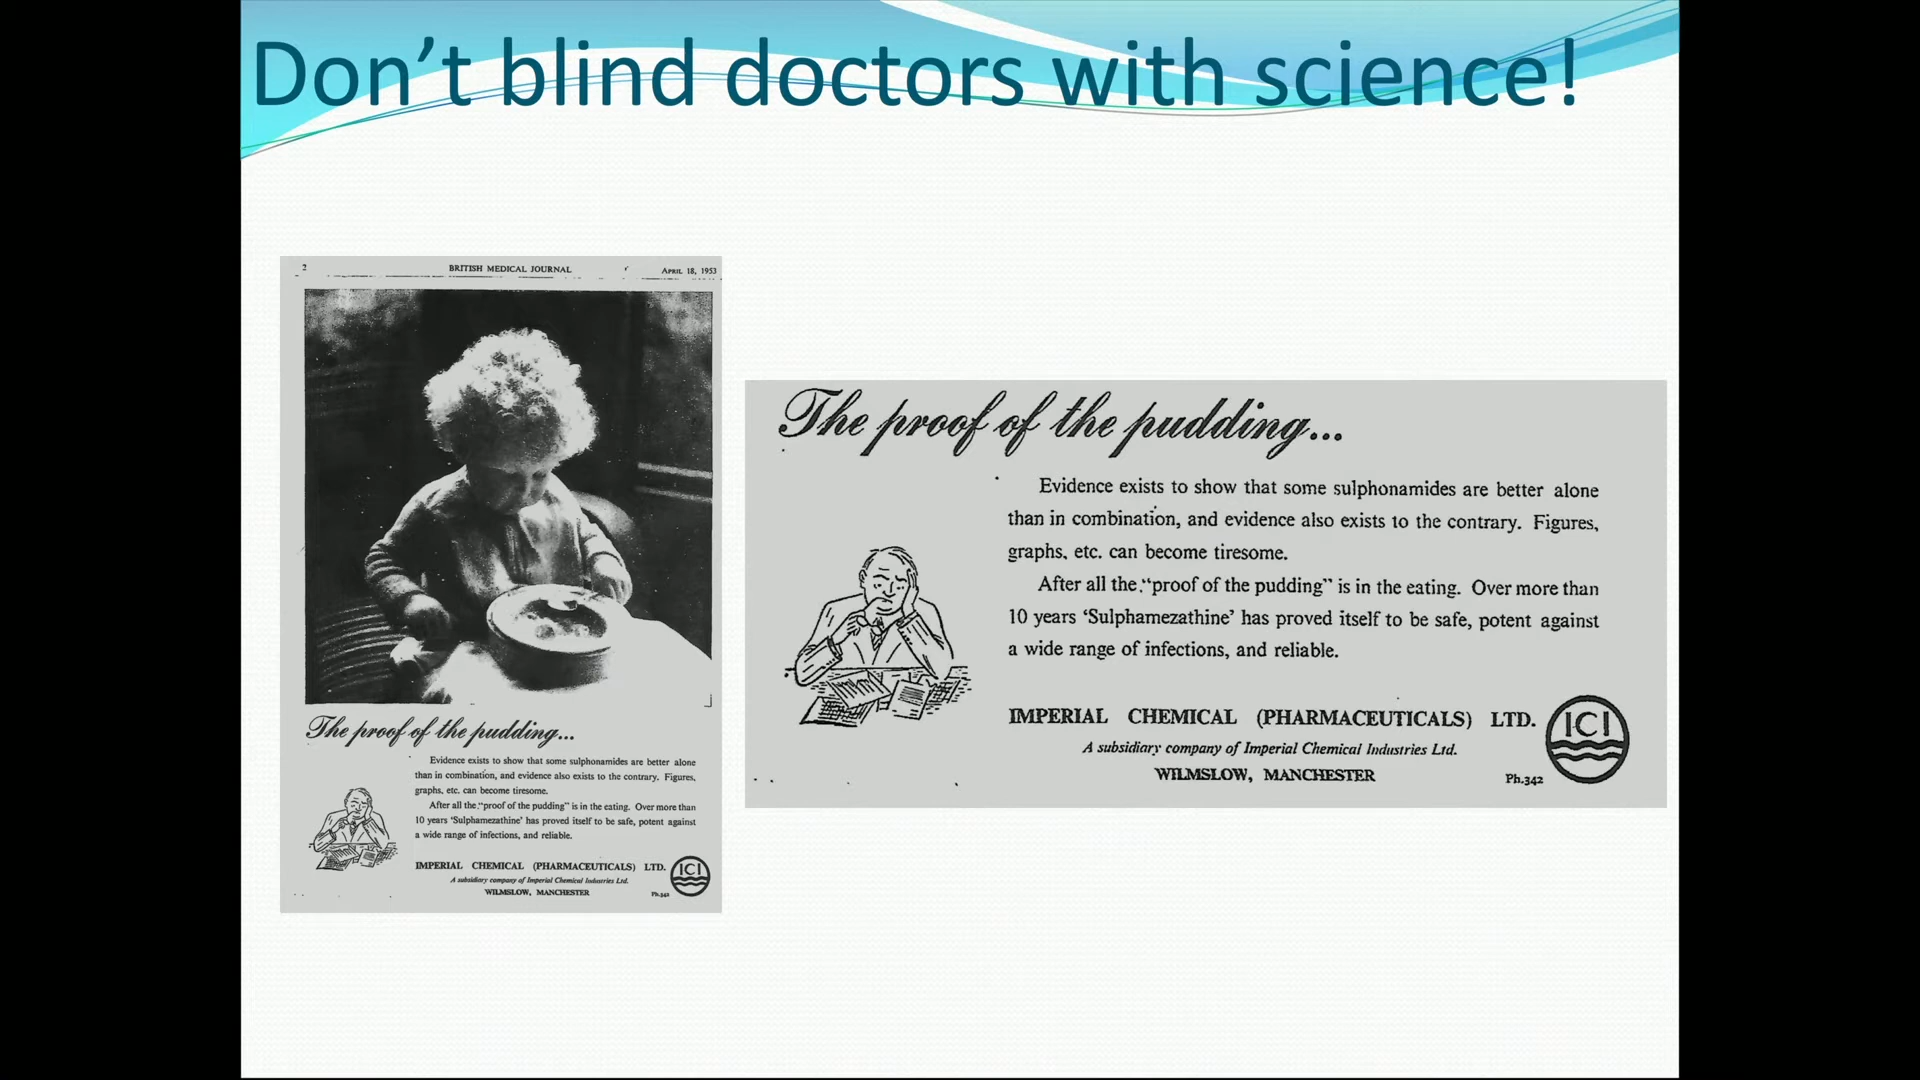 Don't blind doctors with science!
2 BRITISH MEDICAL JOURNAL APRIL 18, 1953
The proof of the pudding...
Evidence exists to show that some sulphonamides are better alone
than in combination, and evidence also exists to the contrary. Figures,
graphs, etc. can become tiresome.
After all the "proof of the pudding" is in the eating. Over more than
10 years 'Sulphamezathine' has proved itself to be safe, potent against
a wide range of infections, and reliable.
IMPERIAL CHEMICAL (PHARMACEUTICALS) LTD.
A subsidiary company of Imperial Chemical Industries Ltd.
WILMSLOW, MANCHESTER
Ph.342
ICI
The proof of the pudding...
Evidence exists to show that some sulphonamides are better alone
than in combination, and evidence also exists to the contrary. Figures,
graphs, etc. can become tiresome.
After all the "proof of the pudding" is in the eating. Over more than
10 years 'Sulphamezathine' has proved itself to be safe, potent against
a wide range of infections, and reliable.
IMPERIAL CHEMICAL (PHARMACEUTICALS) LTD.
A subsidiary company of Imperial Chemical Industries Ltd.
WILMSLOW, MANCHESTER
Ph.342
ICI